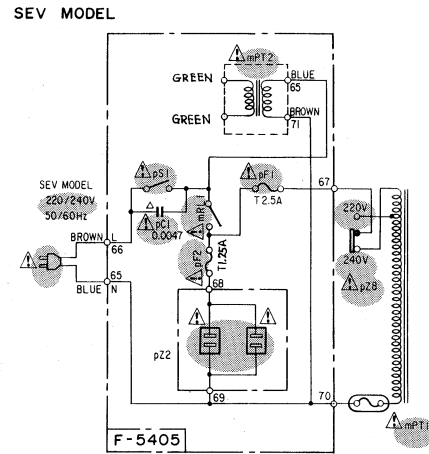 SEV MODEL
mPT2
GREEN
BLUE
65
GREEN
BROWN
71
pS1
pF1
67
SEV MODEL
220/240V
50/60Hz
T2.5A
220V
pC1
0.0047
mRL1
BROWN
L
66
pF2
T1.25A
240V
pZ8
65
BLUE
N
68
pZ2
69
70
F-5405
mPT1